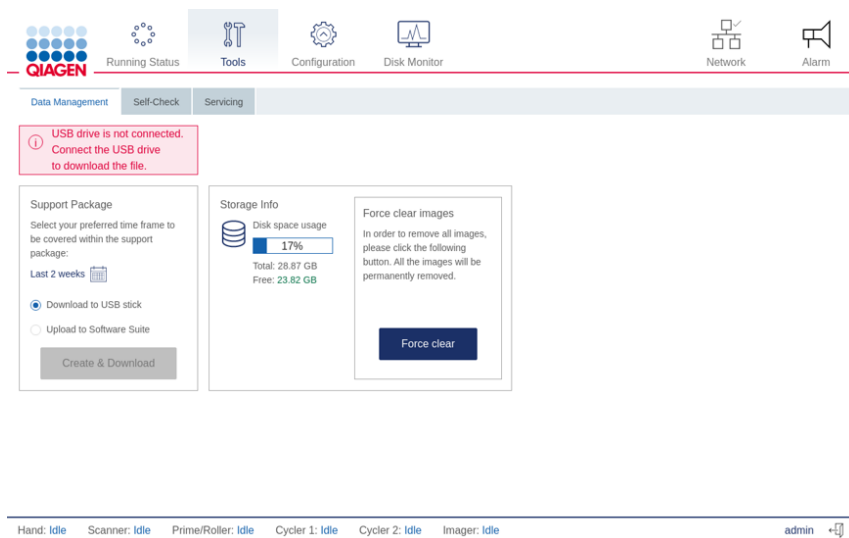 QIAGEN
Running Status
Tools
Configuration
Disk Monitor
Network
Alarm
Data Management
Self-Check
Servicing
USB drive is not connected.
Connect the USB drive
to download the file.
Support Package
Select your preferred time frame to
be covered within the support
package:
Last 2 weeks
Download to USB stick
Upload to Software Suite
Create & Download
Storage Info
Disk space usage
17%
Total: 28.87 GB
Free: 23.82 GB
Force clear images
In order to remove all images,
please click the following
button. All the images will be
permanently removed.
Force clear
Hand: Idle
Scanner: Idle
Prime/Roller: Idle
Cycler 1: Idle
Cycler 2: Idle
Imager: Idle
admin